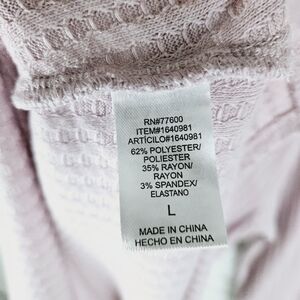 RN#77600
ITEM#1640981
ARTÍCILO#1640981
62% POLYESTER/
POLIESTER
35% RAYON/
RAYON
3% SPANDEX/
ELASTANO
L
MADE IN CHINA
HECHO EN CHINA